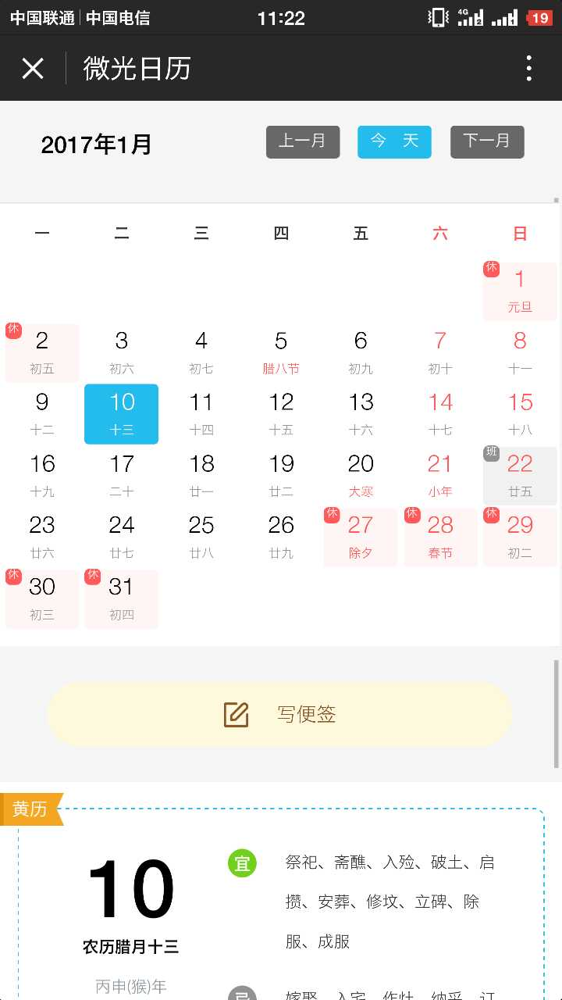 中国联通 中国电信 11:22 4G 2 1 19
微光日历
2017年1月 上一月 今 天 下一月
一 二 三 四 五 六 日
休 1
元旦
休 2 3 4 5 6 7 8
初五 初六 初七 腊八节 初九 初十 十一
9 10 11 12 13 14 15
十二 十三 十四 十五 十六 十七 十八
16 17 18 19 20 21 班 22
十九 二十 廿一 廿二 大寒 小年 廿五
23 24 25 26 休 27 休 28 休 29
廿六 廿七 廿八 廿九 除夕 春节 初二
休 30 休 31
初三 初四
写便签
黄历
10
农历腊月十三
丙申(猴)年
宜 祭祀、斋醮、入殓、破土、启
攒、安葬、修坟、立碑、除
服、成服
忌 嫁娶、入宅、作灶、纳采、订